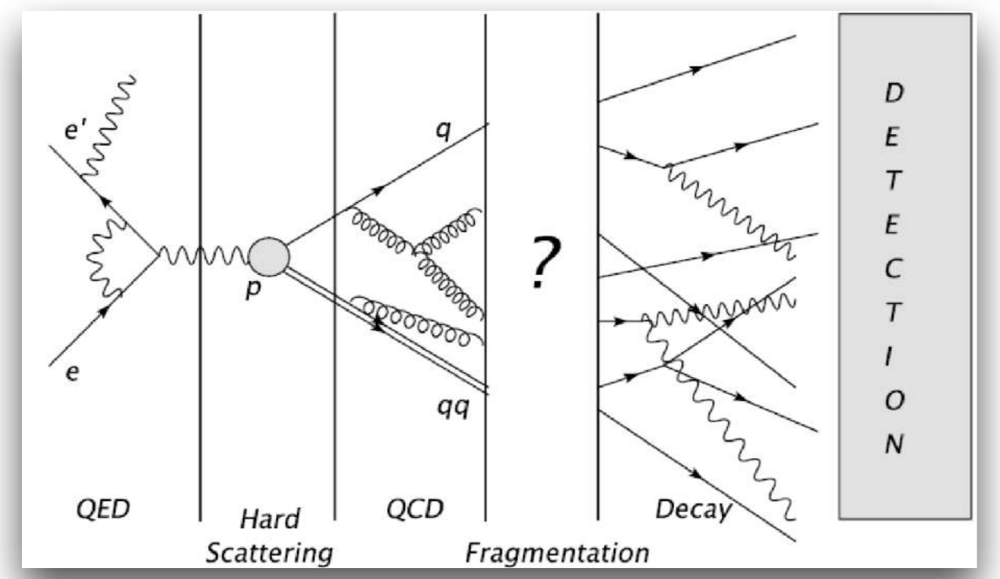 e'
q
?
p
e
qq
D
E
T
E
C
T
I
O
N
QED
Hard
Scattering
QCD
Fragmentation
Decay